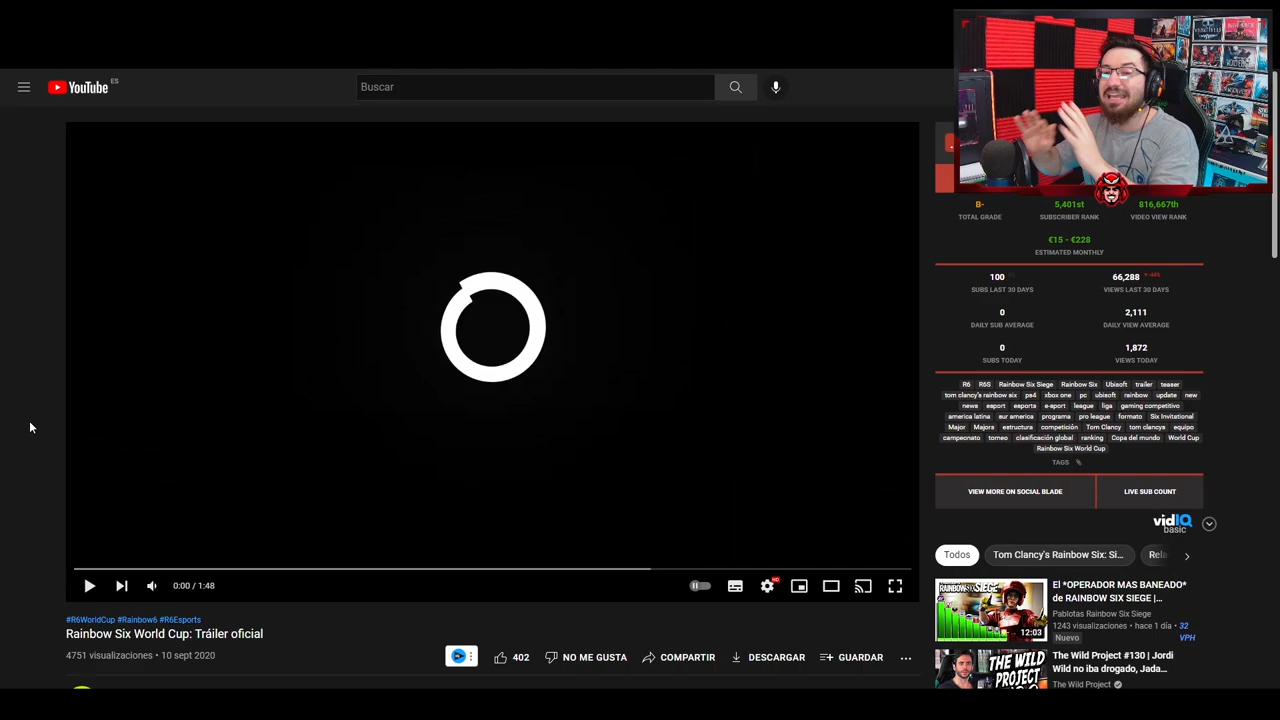 YouTube ES
Buscar
B-
TOTAL GRADE
5,401st
SUBSCRIBER RANK
816,667th
VIDEO VIEW RANK
€15 - €228
ESTIMATED MONTHLY
100
SUBS LAST 30 DAYS
66,288
VIEWS LAST 30 DAYS
0
DAILY SUB AVERAGE
2,111
DAILY VIEW AVERAGE
0
SUBS TODAY
1,872
VIEWS TODAY
R6 R6S Rainbow Six Siege Rainbow Six Ubisoft trailer teaser
tom clancy's rainbow six ps4 xbox one pc ubisoft rainbow update new
news esport esports e-sport league liga gaming competitivo
america latina sur america programa pro league formato Six Invitational
Major Majors estructura competición Tom Clancy tom clancys equipo
campeonato torneo clasificación global ranking Copa del mundo World Cup
Rainbow Six World Cup
TAGS
VIEW MORE ON SOCIAL BLADE
LIVE SUB COUNT
vidIQ
basic
Todos
Tom Clancy's Rainbow Six: Si...
Rela
0:00 / 1:48
HD
#R6WorldCup #Rainbow6 #R6Esports
Rainbow Six World Cup: Tráiler oficial
4751 visualizaciones • 10 sept 2020
402
NO ME GUSTA
COMPARTIR
DESCARGAR
GUARDAR
RAINBOW SIX SIEGE
12:03
El *OPERADOR MAS BANEADO*
de RAINBOW SIX SIEGE |...
Pablotas Rainbow Six Siege
1243 visualizaciones • hace 1 día • 32
VPH
Nuevo
THE WILD
PROJECT
The Wild Project #130 | Jordi
Wild no iba drogado, Jada...
The Wild Project